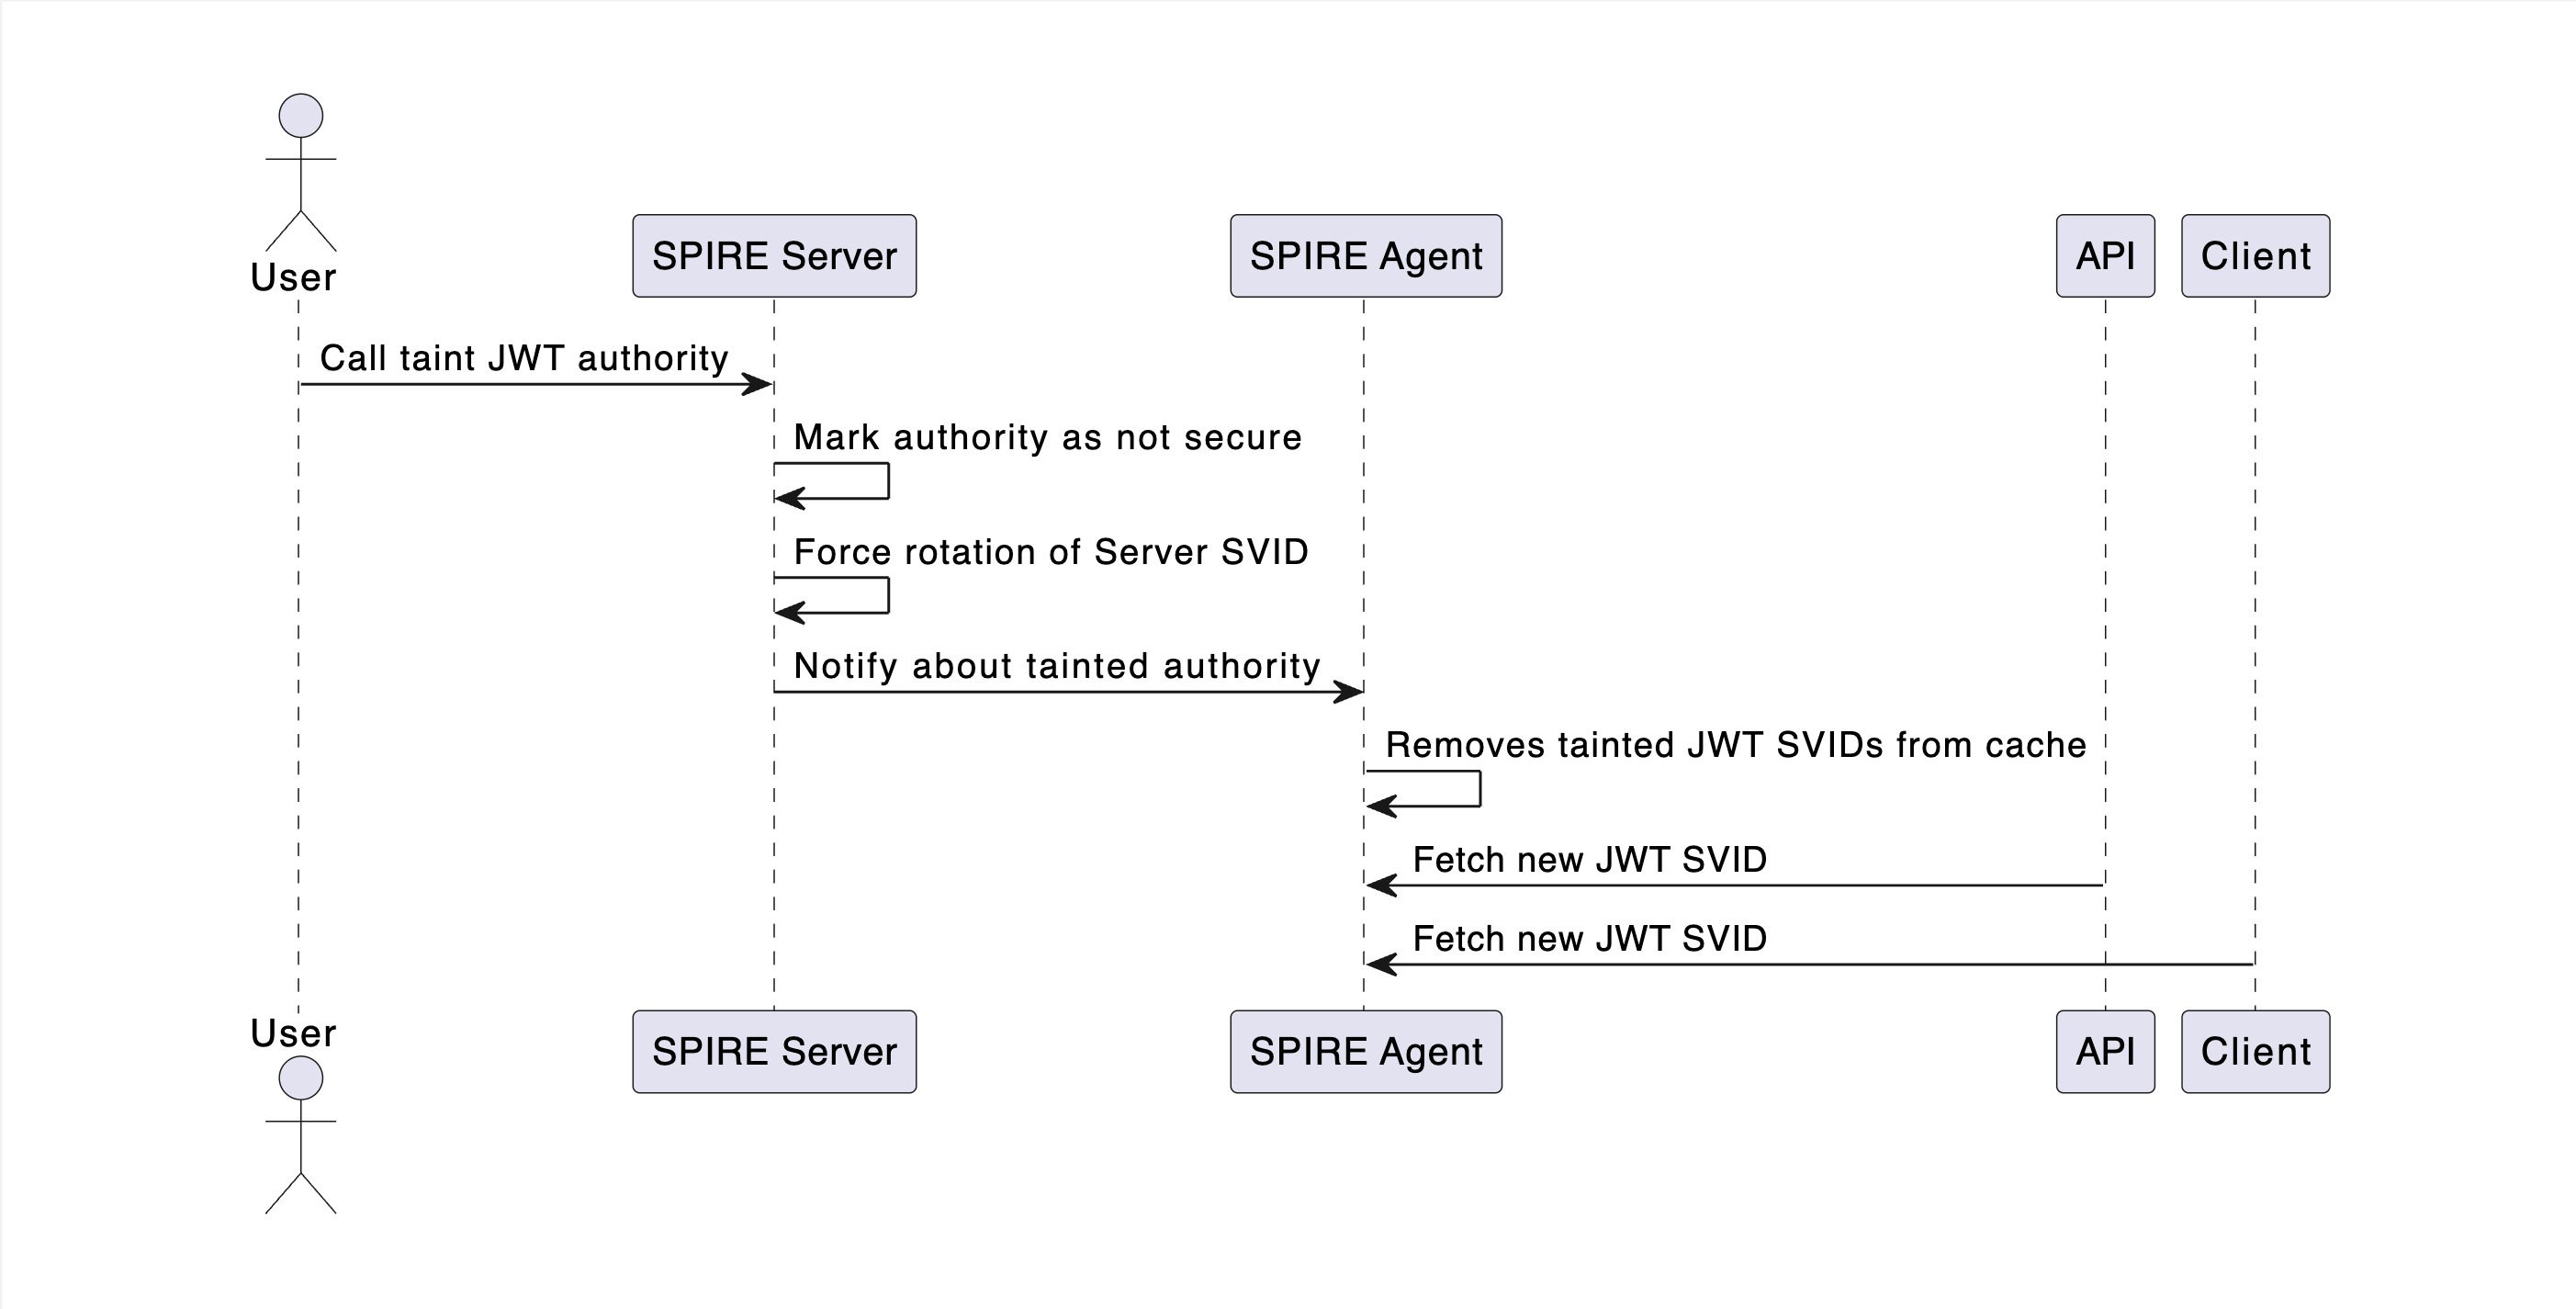 User
SPIRE Server
SPIRE Agent
API
Client
Call taint JWT authority
Mark authority as not secure
Force rotation of Server SVID
Notify about tainted authority
Removes tainted JWT SVIDs from cache
Fetch new JWT SVID
Fetch new JWT SVID
User
SPIRE Server
SPIRE Agent
API
Client